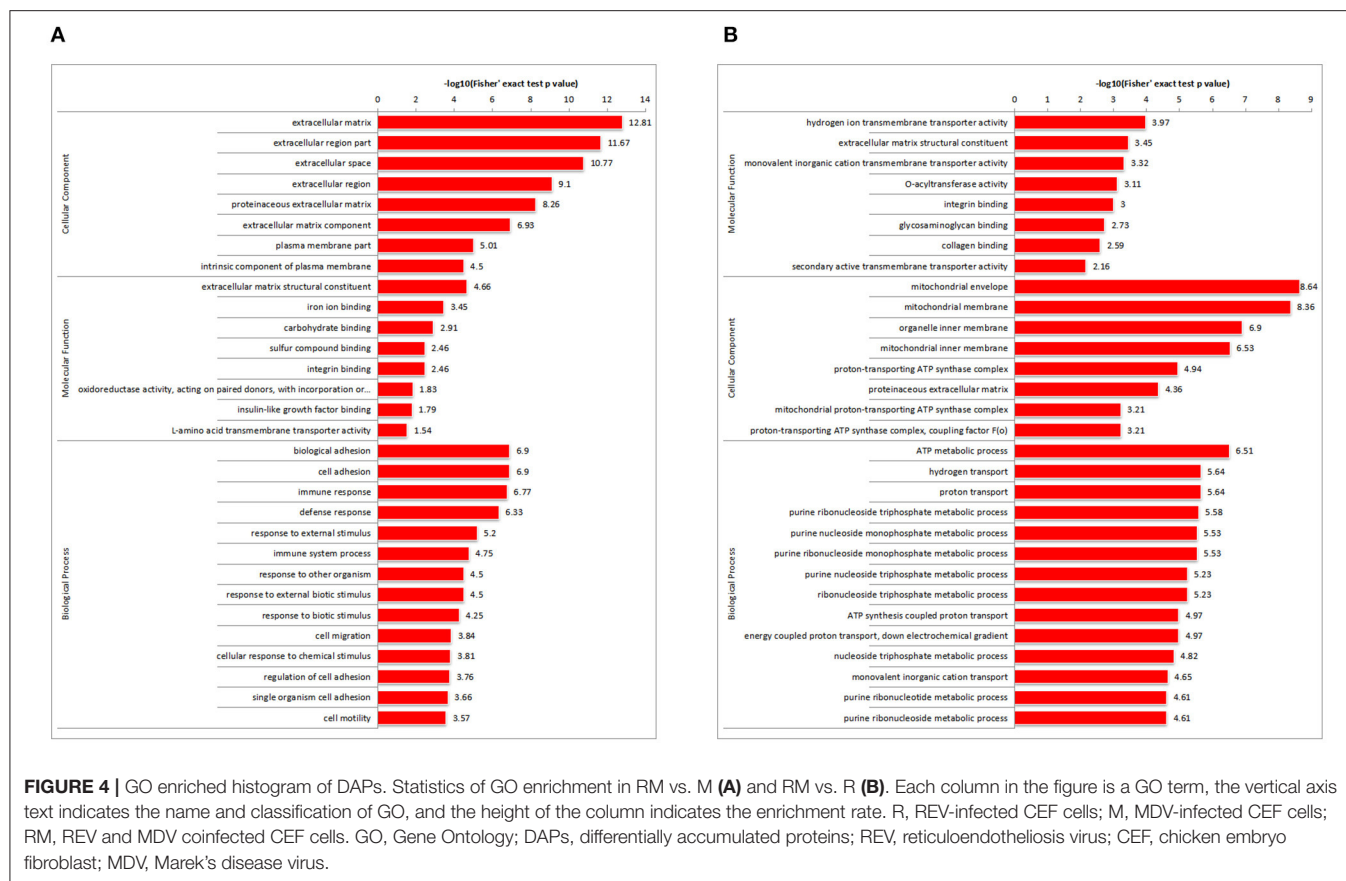 A
-log10(Fisher' exact test p value)
0 2 4 6 8 10 12 14
Cellular Component
extracellular matrix 12.81
extracellular region part 11.67
extracellular space 10.77
extracellular region 9.1
proteinaceous extracellular matrix 8.26
extracellular matrix component 6.93
plasma membrane part 5.01
intrinsic component of plasma membrane 4.5
Molecular Function
extracellular matrix structural constituent 4.66
iron ion binding 3.45
carbohydrate binding 2.91
sulfur compound binding 2.46
integrin binding 2.46
oxidoreductase activity, acting on paired donors, with incorporation or... 1.83
insulin-like growth factor binding 1.79
L-amino acid transmembrane transporter activity 1.54
Biological Process
biological adhesion 6.9
cell adhesion 6.9
immune response 6.77
defense response 6.33
response to external stimulus 5.2
immune system process 4.75
response to other organism 4.5
response to external biotic stimulus 4.5
response to biotic stimulus 4.25
cell migration 3.84
cellular response to chemical stimulus 3.81
regulation of cell adhesion 3.76
single organism cell adhesion 3.66
cell motility 3.57
B
-log10(Fisher' exact test p value)
0 1 2 3 4 5 6 7 8 9
Molecular Function
hydrogen ion transmembrane transporter activity 3.97
extracellular matrix structural constituent 3.45
monovalent inorganic cation transmembrane transporter activity 3.32
O-acyltransferase activity 3.11
integrin binding 3
glycosaminoglycan binding 2.73
collagen binding 2.59
secondary active transmembrane transporter activity 2.16
Cellular Component
mitochondrial envelope 8.64
mitochondrial membrane 8.36
organelle inner membrane 6.9
mitochondrial inner membrane 6.53
proton-transporting ATP synthase complex 4.94
proteinaceous extracellular matrix 4.36
mitochondrial proton-transporting ATP synthase complex 3.21
proton-transporting ATP synthase complex, coupling factor F(o) 3.21
Biological Process
ATP metabolic process 6.51
hydrogen transport 5.64
proton transport 5.64
purine ribonucleoside triphosphate metabolic process 5.58
purine nucleoside monophosphate metabolic process 5.53
purine ribonucleoside monophosphate metabolic process 5.53
purine nucleoside triphosphate metabolic process 5.23
ribonucleoside triphosphate metabolic process 5.23
ATP synthesis coupled proton transport 4.97
energy coupled proton transport, down electrochemical gradient 4.97
nucleoside triphosphate metabolic process 4.82
monovalent inorganic cation transport 4.65
purine ribonucleotide metabolic process 4.61
purine ribonucleoside metabolic process 4.61
FIGURE 4 | GO enriched histogram of DAPs. Statistics of GO enrichment in RM vs. M (A) and RM vs. R (B). Each column in the figure is a GO term, the vertical axis
text indicates the name and classification of GO, and the height of the column indicates the enrichment rate. R, REV-infected CEF cells; M, MDV-infected CEF cells;
RM, REV and MDV coinfected CEF cells. GO, Gene Ontology; DAPs, differentially accumulated proteins; REV, reticuloendotheliosis virus; CEF, chicken embryo
fibroblast; MDV, Marek's disease virus.